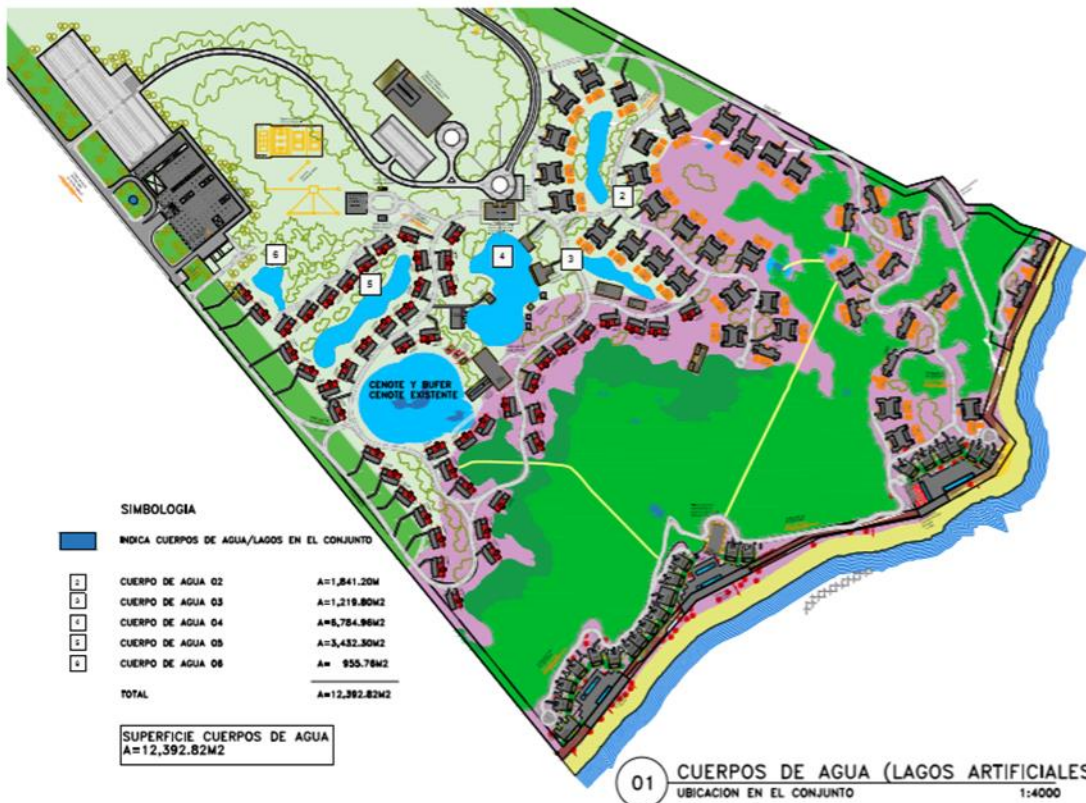 2
6
4
3
5
CENOTE Y BUFER
CENOTE EXISTENTE
SIMBOLOGIA
INDICA CUERPOS DE AGUA/LAGOS EN EL CONJUNTO
2 CUERPO DE AGUA 02 A=1,841.20M
3 CUERPO DE AGUA 03 A=1,219.80M2
4 CUERPO DE AGUA 04 A=6,784.96M2
5 CUERPO DE AGUA 05 A=3,432.30M2
6 CUERPO DE AGUA 06 A= 955.76M2
TOTAL A=12,392.82M2
SUPERFICIE CUERPOS DE AGUA
A=12,392.82M2
01 CUERPOS DE AGUA (LAGOS ARTIFICIALES
UBICACION EN EL CONJUNTO 1:4000